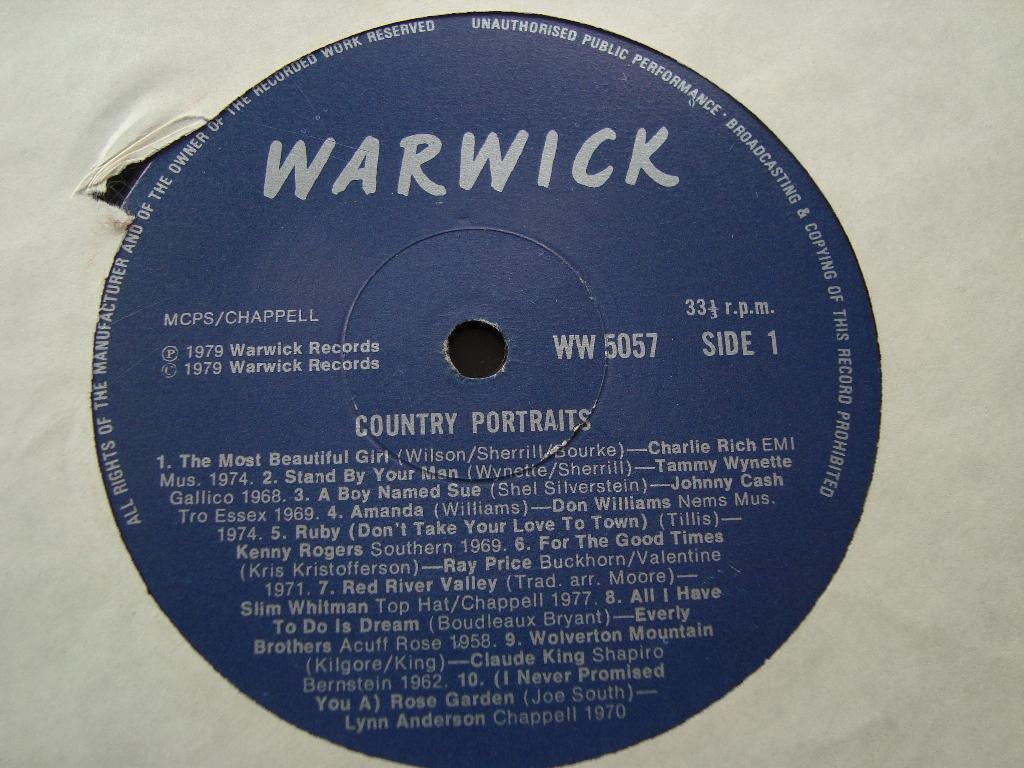 ALL RIGHTS OF THE MANUFACTURER AND OF THE OWNER OF THE RECORDED WORK RESERVED
UNAUTHORISED PUBLIC PERFORMANCE · BROADCASTING & COPYING OF THIS RECORD PROHIBITED
WARWICK
MCPS/CHAPPELL
Ⓟ 1979 Warwick Records
© 1979 Warwick Records
33⅓ r.p.m.
WW 5057 SIDE 1
COUNTRY PORTRAITS
1. The Most Beautiful Girl (Wilson/Sherrill/Bourke)—Charlie Rich EMI
Mus. 1974. 2. Stand By Your Man (Wynette/Sherrill)—Tammy Wynette
Gallico 1968. 3. A Boy Named Sue (Shel Silverstein)—Johnny Cash
Tro Essex 1969. 4. Amanda (Williams)—Don Williams Nems Mus.
1974. 5. Ruby (Don't Take Your Love To Town) (Tillis)—
Kenny Rogers Southern 1969. 6. For The Good Times
(Kris Kristofferson)—Ray Price Buckhorn/Valentine
1971. 7. Red River Valley (Trad. arr. Moore)—
Slim Whitman Top Hat/Chappell 1977. 8. All I Have
To Do Is Dream (Boudleaux Bryant)—Everly
Brothers Acuff Rose 1958. 9. Wolverton Mountain
(Kilgore/King)—Claude King Shapiro
Bernstein 1962. 10. (I Never Promised
You A) Rose Garden (Joe South)—
Lynn Anderson Chappell 1970